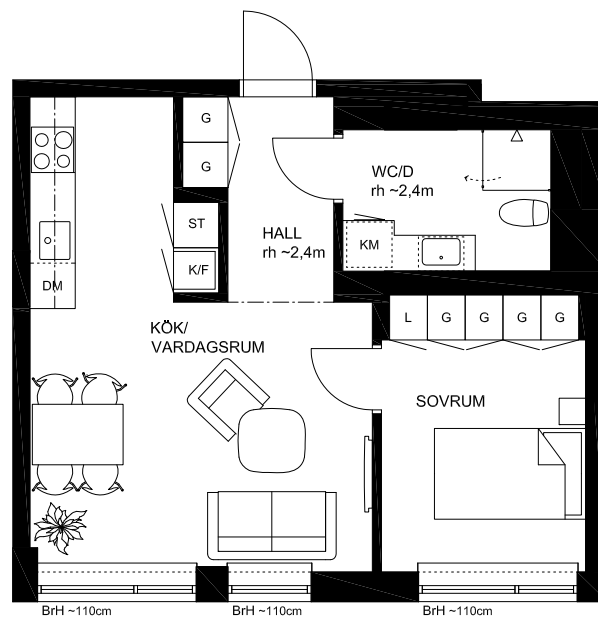 G
G
WC/D
rh ~2,4m
ST
HALL
rh ~2,4m
KM
K/F
DM
L G G G G
KÖK/
VARDAGSRUM
SOVRUM
BrH ~110cm BrH ~110cm BrH ~110cm